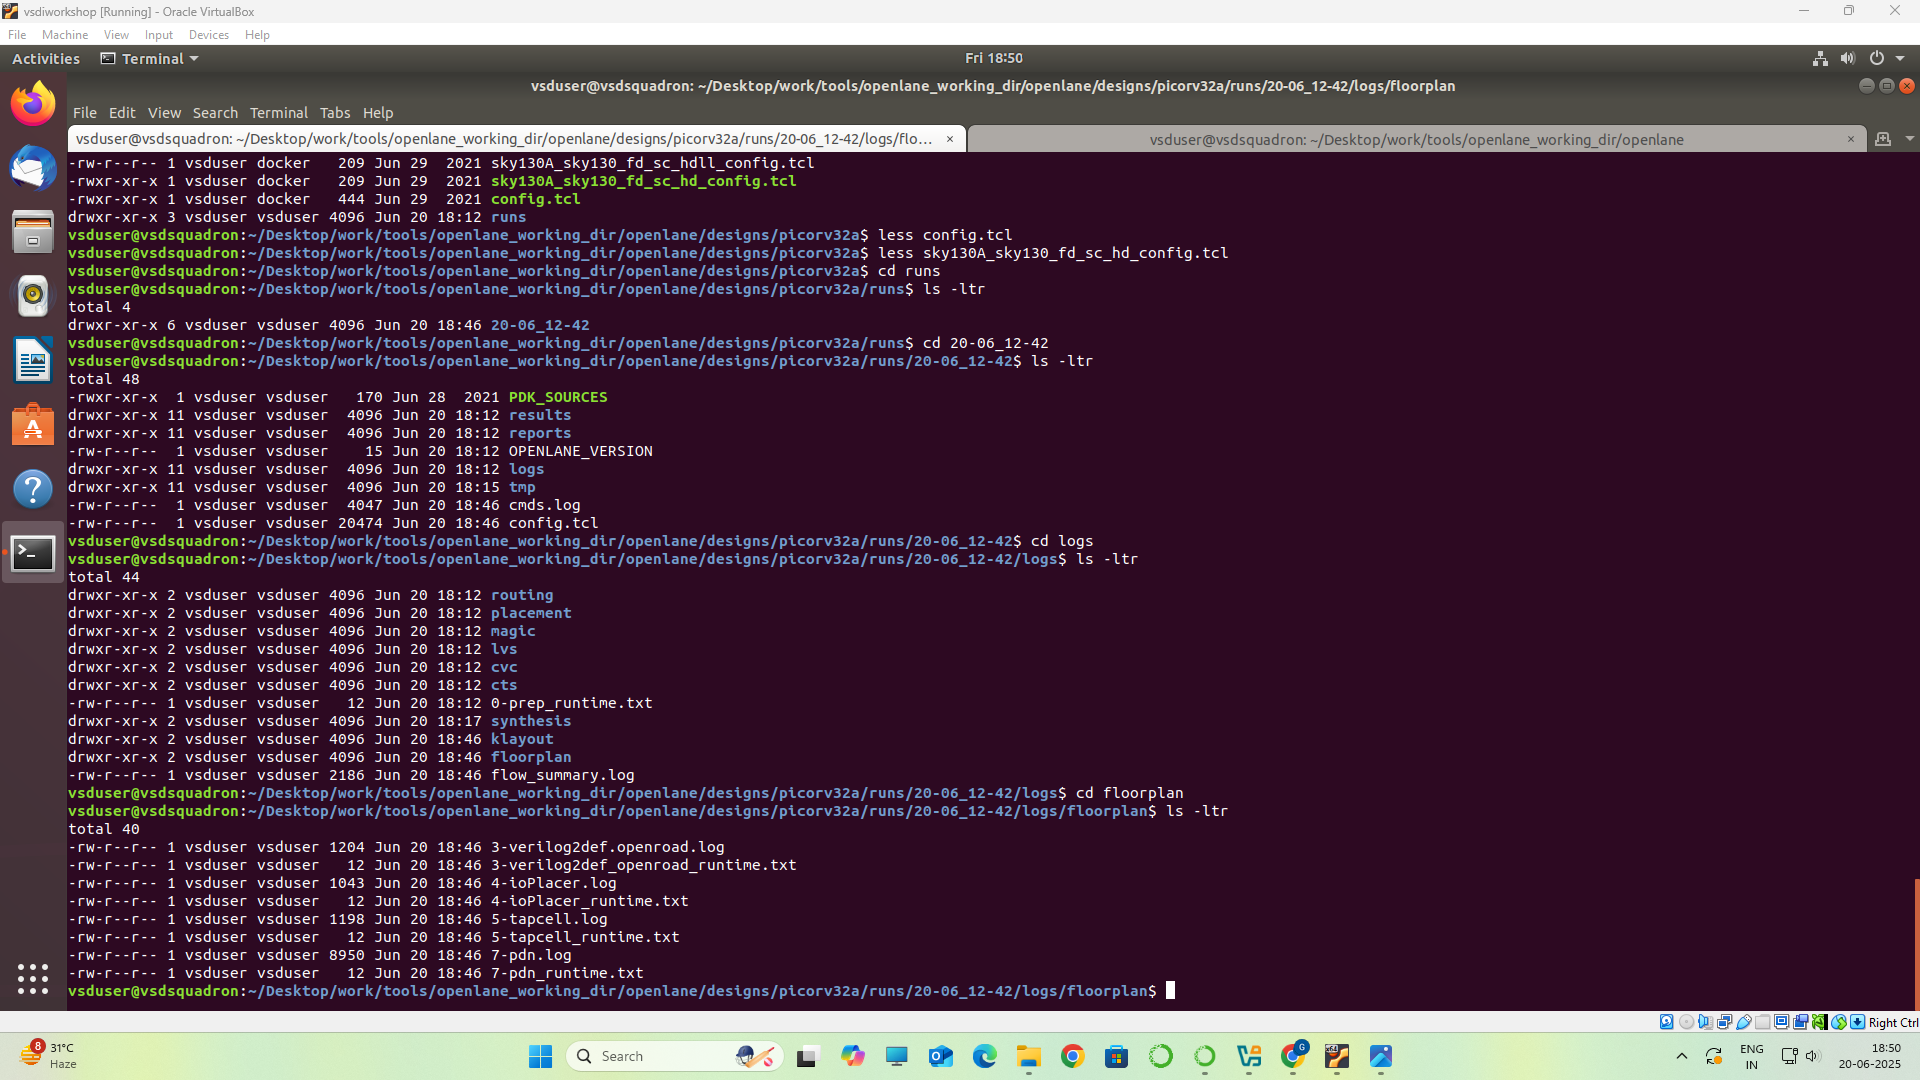 vsdiworkshop [Running] - Oracle VirtualBox
File Machine View Input Devices Help
Activities Terminal Fri 18:50
vsduser@vsdsquadron: ~/Desktop/work/tools/openlane_working_dir/openlane/designs/picorv32a/runs/20-06_12-42/logs/floorplan
File Edit View Search Terminal Tabs Help
vsduser@vsdsquadron: ~/Desktop/work/tools/openlane_working_dir/openlane/designs/picorv32a/runs/20-06_12-42/logs/flo... × vsduser@vsdsquadron: ~/Desktop/work/tools/openlane_working_dir/openlane ×
-rw-r--r-- 1 vsduser docker   209 Jun 29  2021 sky130A_sky130_fd_sc_hdll_config.tcl
-rwxr-xr-x 1 vsduser docker   209 Jun 29  2021 sky130A_sky130_fd_sc_hd_config.tcl
-rwxr-xr-x 1 vsduser docker   444 Jun 29  2021 config.tcl
drwxr-xr-x 3 vsduser vsduser 4096 Jun 20 18:12 runs
vsduser@vsdsquadron:~/Desktop/work/tools/openlane_working_dir/openlane/designs/picorv32a$ less config.tcl
vsduser@vsdsquadron:~/Desktop/work/tools/openlane_working_dir/openlane/designs/picorv32a$ less sky130A_sky130_fd_sc_hd_config.tcl
vsduser@vsdsquadron:~/Desktop/work/tools/openlane_working_dir/openlane/designs/picorv32a$ cd runs
vsduser@vsdsquadron:~/Desktop/work/tools/openlane_working_dir/openlane/designs/picorv32a/runs$ ls -ltr
total 4
drwxr-xr-x 6 vsduser vsduser 4096 Jun 20 18:46 20-06_12-42
vsduser@vsdsquadron:~/Desktop/work/tools/openlane_working_dir/openlane/designs/picorv32a/runs$ cd 20-06_12-42
vsduser@vsdsquadron:~/Desktop/work/tools/openlane_working_dir/openlane/designs/picorv32a/runs/20-06_12-42$ ls -ltr
total 48
-rwxr-xr-x  1 vsduser vsduser   170 Jun 28  2021 PDK_SOURCES
drwxr-xr-x 11 vsduser vsduser  4096 Jun 20 18:12 results
drwxr-xr-x 11 vsduser vsduser  4096 Jun 20 18:12 reports
-rw-r--r--  1 vsduser vsduser    15 Jun 20 18:12 OPENLANE_VERSION
drwxr-xr-x 11 vsduser vsduser  4096 Jun 20 18:12 logs
drwxr-xr-x 11 vsduser vsduser  4096 Jun 20 18:15 tmp
-rw-r--r--  1 vsduser vsduser  4047 Jun 20 18:46 cmds.log
-rw-r--r--  1 vsduser vsduser 20474 Jun 20 18:46 config.tcl
vsduser@vsdsquadron:~/Desktop/work/tools/openlane_working_dir/openlane/designs/picorv32a/runs/20-06_12-42$ cd logs
vsduser@vsdsquadron:~/Desktop/work/tools/openlane_working_dir/openlane/designs/picorv32a/runs/20-06_12-42/logs$ ls -ltr
total 44
drwxr-xr-x 2 vsduser vsduser 4096 Jun 20 18:12 routing
drwxr-xr-x 2 vsduser vsduser 4096 Jun 20 18:12 placement
drwxr-xr-x 2 vsduser vsduser 4096 Jun 20 18:12 magic
drwxr-xr-x 2 vsduser vsduser 4096 Jun 20 18:12 lvs
drwxr-xr-x 2 vsduser vsduser 4096 Jun 20 18:12 cvc
drwxr-xr-x 2 vsduser vsduser 4096 Jun 20 18:12 cts
-rw-r--r-- 1 vsduser vsduser   12 Jun 20 18:12 0-prep_runtime.txt
drwxr-xr-x 2 vsduser vsduser 4096 Jun 20 18:17 synthesis
drwxr-xr-x 2 vsduser vsduser 4096 Jun 20 18:46 klayout
drwxr-xr-x 2 vsduser vsduser 4096 Jun 20 18:46 floorplan
-rw-r--r-- 1 vsduser vsduser 2186 Jun 20 18:46 flow_summary.log
vsduser@vsdsquadron:~/Desktop/work/tools/openlane_working_dir/openlane/designs/picorv32a/runs/20-06_12-42/logs$ cd floorplan
vsduser@vsdsquadron:~/Desktop/work/tools/openlane_working_dir/openlane/designs/picorv32a/runs/20-06_12-42/logs/floorplan$ ls -ltr
total 40
-rw-r--r-- 1 vsduser vsduser 1204 Jun 20 18:46 3-verilog2def.openroad.log
-rw-r--r-- 1 vsduser vsduser   12 Jun 20 18:46 3-verilog2def_openroad_runtime.txt
-rw-r--r-- 1 vsduser vsduser 1043 Jun 20 18:46 4-ioPlacer.log
-rw-r--r-- 1 vsduser vsduser   12 Jun 20 18:46 4-ioPlacer_runtime.txt
-rw-r--r-- 1 vsduser vsduser 1198 Jun 20 18:46 5-tapcell.log
-rw-r--r-- 1 vsduser vsduser   12 Jun 20 18:46 5-tapcell_runtime.txt
-rw-r--r-- 1 vsduser vsduser 8950 Jun 20 18:46 7-pdn.log
-rw-r--r-- 1 vsduser vsduser   12 Jun 20 18:46 7-pdn_runtime.txt
vsduser@vsdsquadron:~/Desktop/work/tools/openlane_working_dir/openlane/designs/picorv32a/runs/20-06_12-42/logs/floorplan$
Right Ctrl
8 31°C
Haze
Search
G
ENG
IN
18:50
20-06-2025